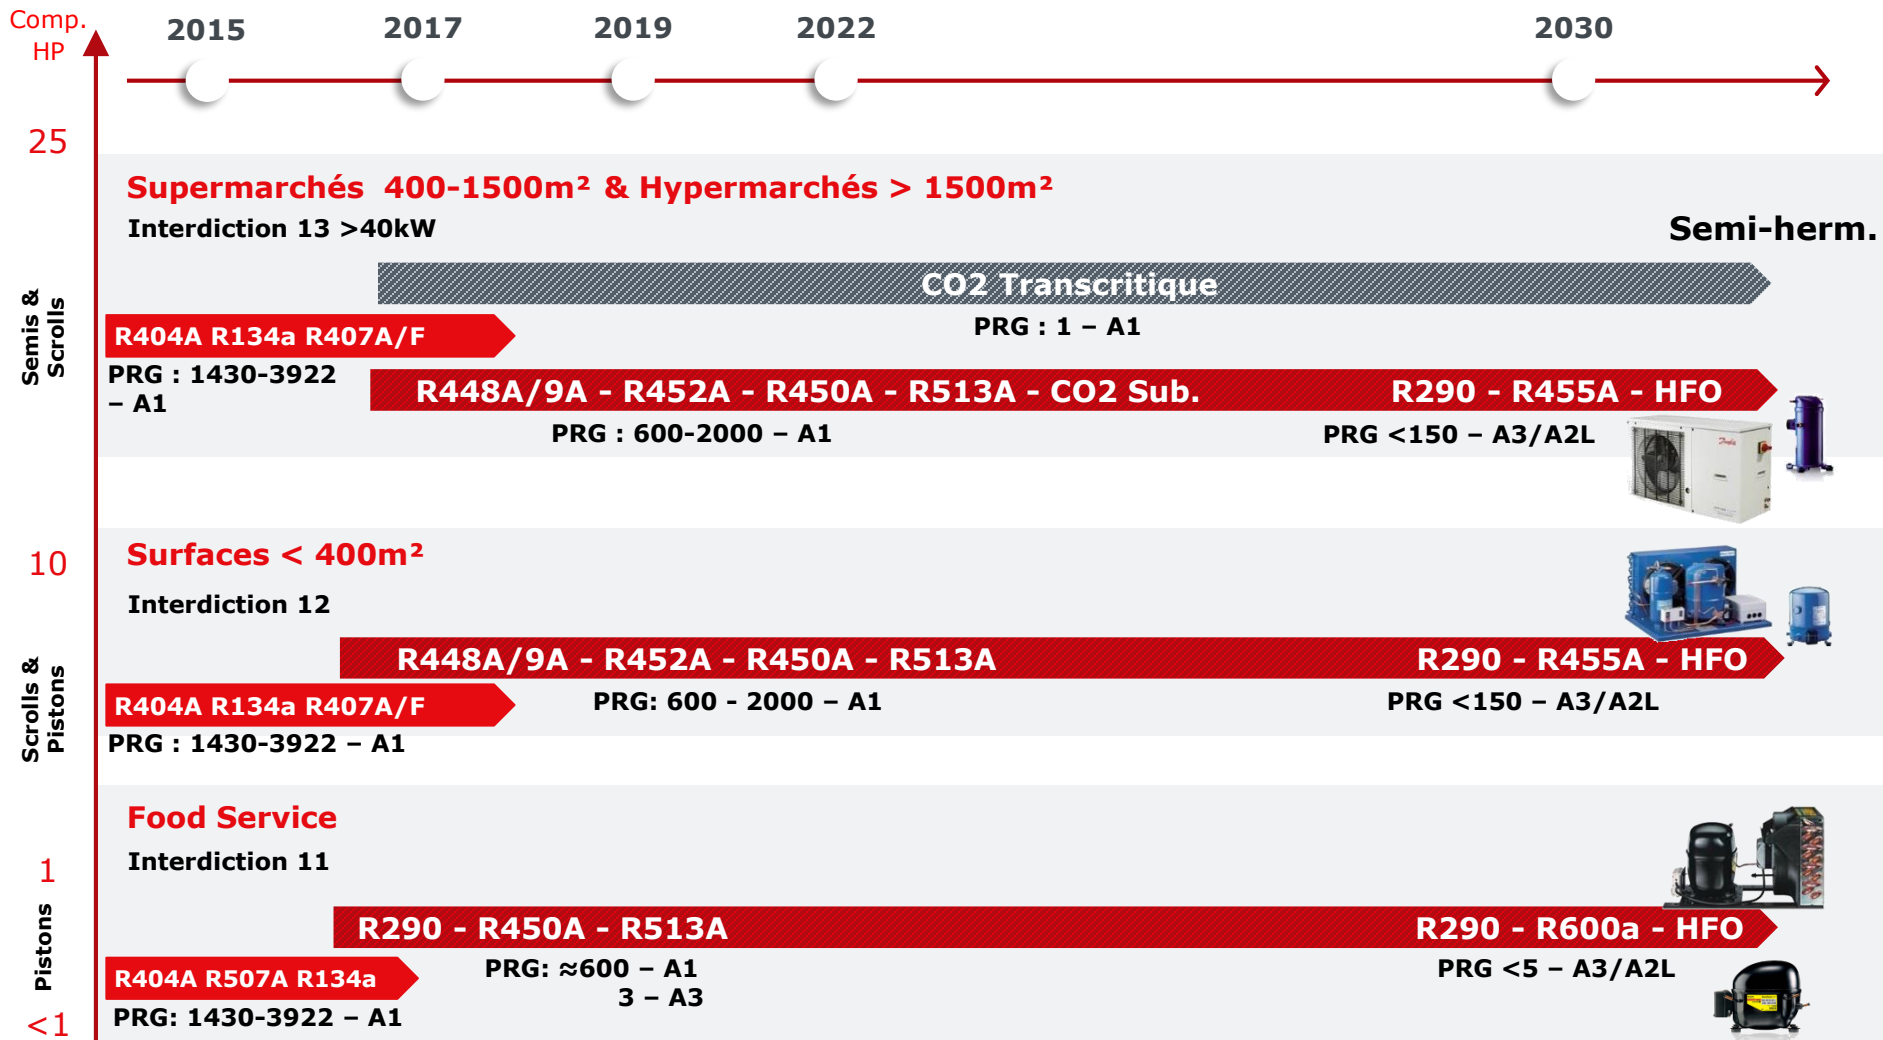 Comp.
HP
2015
2017
2019
2022
2030
25
Supermarchés 400-1500m² & Hypermarchés > 1500m²
Interdiction 13 >40kW
Semi-herm.
CO2 Transcritique
PRG : 1 – A1
Semis &
Scrolls
R404A R134a R407A/F
PRG : 1430-3922
– A1
R448A/9A - R452A - R450A - R513A - CO2 Sub.
R290 - R455A - HFO
PRG : 600-2000 – A1
PRG <150 – A3/A2L
Danfoss
10
Surfaces < 400m²
Interdiction 12
Scrolls &
Pistons
R448A/9A - R452A - R450A - R513A
R290 - R455A - HFO
R404A R134a R407A/F
PRG: 600 - 2000 – A1
PRG <150 – A3/A2L
PRG : 1430-3922 – A1
Food Service
Interdiction 11
1
Pistons
<1
R290 - R450A - R513A
R290 - R600a - HFO
R404A R507A R134a
PRG: ≈600 – A1
3 – A3
PRG <5 – A3/A2L
PRG: 1430-3922 – A1